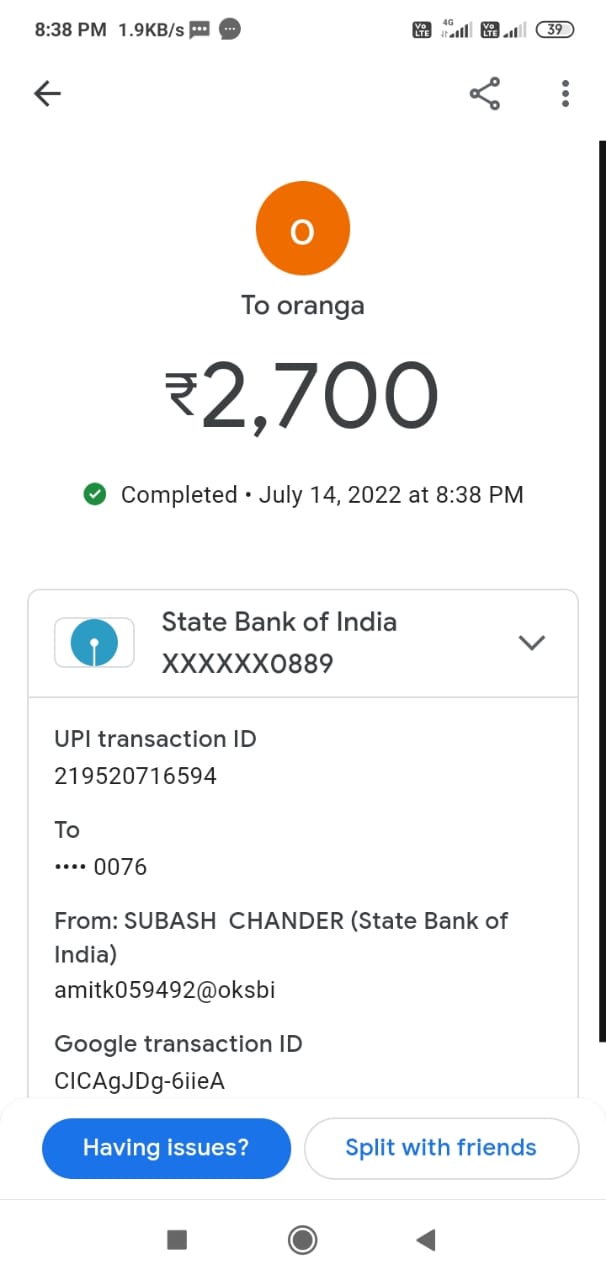 8:38 PM 1.9KB/s
Vo LTE 4G Vo LTE 39
O
To oranga
₹2,700
Completed • July 14, 2022 at 8:38 PM
State Bank of India
XXXXXX0889
UPI transaction ID
219520716594
To
•••• 0076
From: SUBASH  CHANDER (State Bank of
India)
amitk059492@oksbi
Google transaction ID
CICAgJDg-6iieA
Having issues? Split with friends